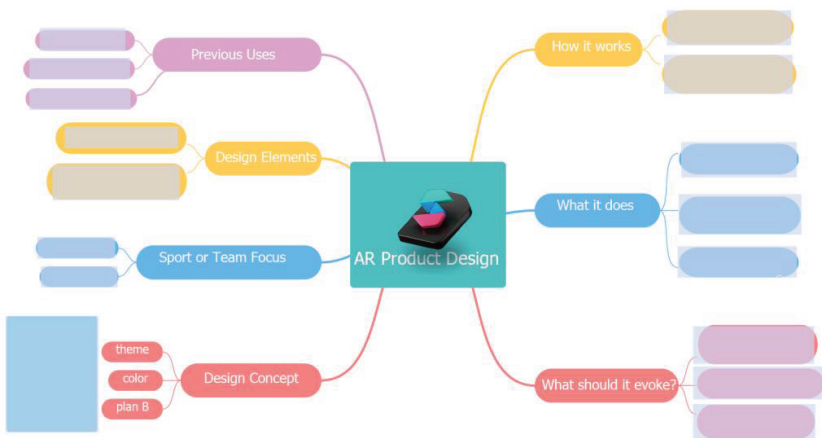 Previous Uses
How it works
Design Elements
What it does
Sport or Team Focus
AR Product Design
theme
color
plan B
Design Concept
What should it evoke?